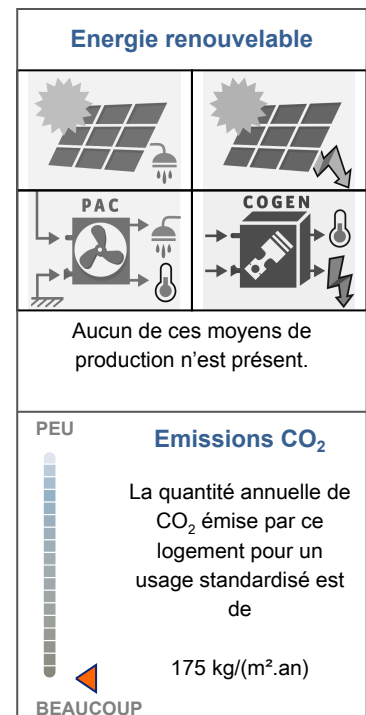 Energie renouvelable
PAC
COGEN
Aucun de ces moyens de
production n'est présent.
PEU
Emissions CO₂
La quantité annuelle de
CO₂ émise par ce
logement pour un
usage standardisé est
de
175 kg/(m².an)
BEAUCOUP